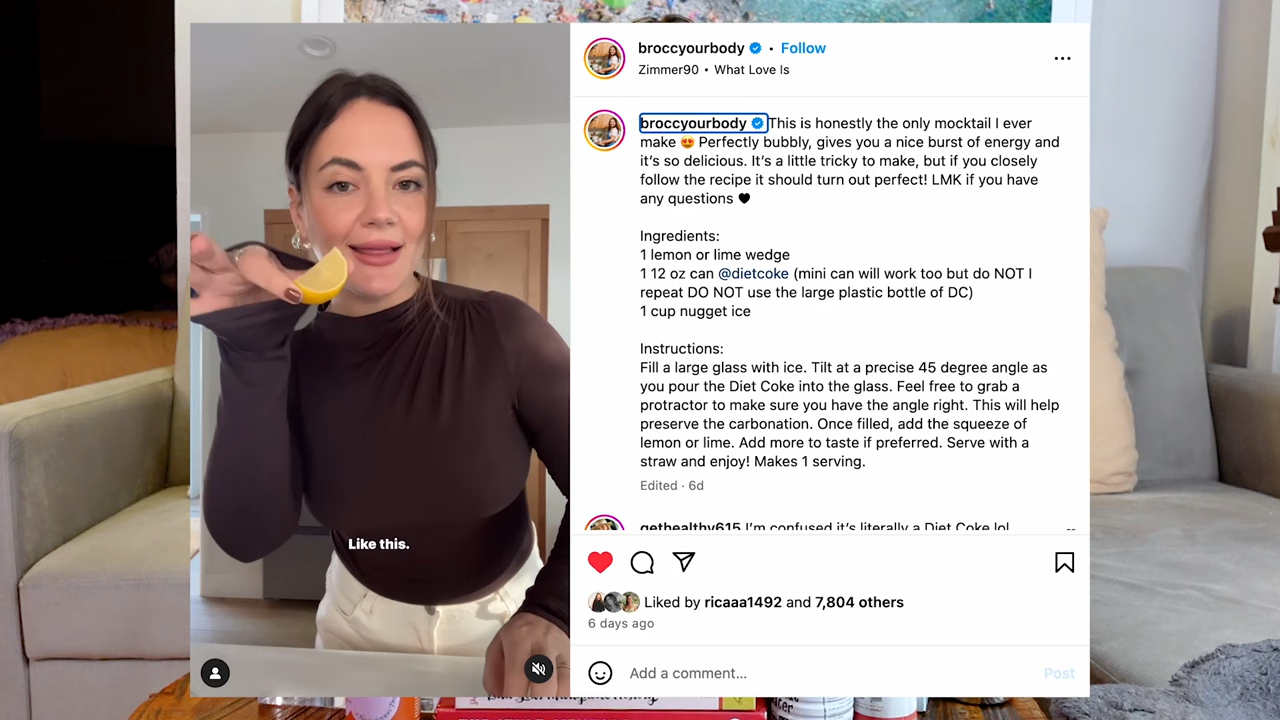 broccyourbody • Follow
Zimmer90 • What Love Is
broccyourbody This is honestly the only mocktail I ever
make 😍 Perfectly bubbly, gives you a nice burst of energy and
it's so delicious. It's a little tricky to make, but if you closely
follow the recipe it should turn out perfect! LMK if you have
any questions 🖤
Ingredients:
1 lemon or lime wedge
1 12 oz can @dietcoke (mini can will work too but do NOT I
repeat DO NOT use the large plastic bottle of DC)
1 cup nugget ice
Instructions:
Fill a large glass with ice. Tilt at a precise 45 degree angle as
you pour the Diet Coke into the glass. Feel free to grab a
protractor to make sure you have the angle right. This will help
preserve the carbonation. Once filled, add the squeeze of
lemon or lime. Add more to taste if preferred. Serve with a
straw and enjoy! Makes 1 serving.
Edited · 6d
gethealthy615 I'm confused it's literally a Diet Coke lol
Like this.
Liked by ricaaa1492 and 7,804 others
6 days ago
Add a comment...
Post